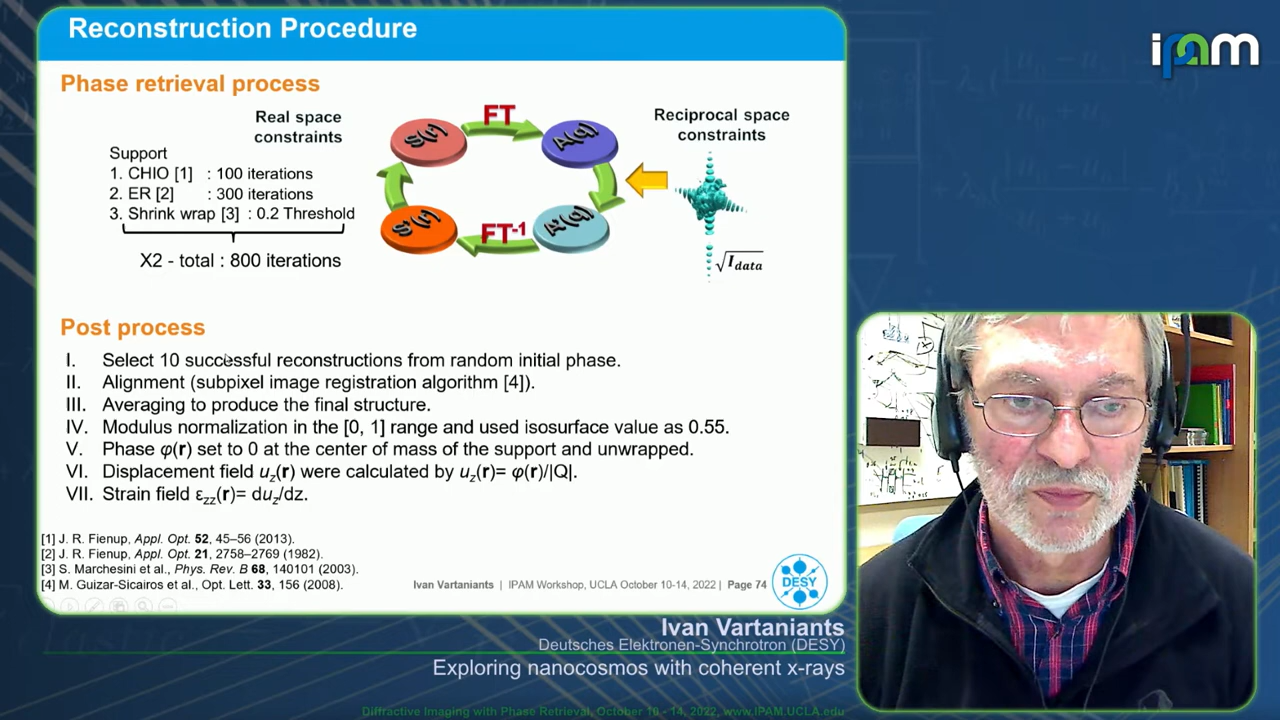 Reconstruction Procedure
ipam
Phase retrieval process
Real space
constraints
FT
S(r)
A(q)
Reciprocal space
constraints
Support
1. CHIO [1] : 100 iterations
2. ER [2] : 300 iterations
3. Shrink wrap [3] : 0.2 Threshold
S'(r)
FT-1
A'(q)
X2 - total : 800 iterations
√I_data
Post process
I. Select 10 successful reconstructions from random initial phase.
II. Alignment (subpixel image registration algorithm [4]).
III. Averaging to produce the final structure.
IV. Modulus normalization in the [0, 1] range and used isosurface value as 0.55.
V. Phase φ(r) set to 0 at the center of mass of the support and unwrapped.
VI. Displacement field uz(r) were calculated by uz(r)= φ(r)/|Q|.
VII. Strain field εzz(r)= duz/dz.
[1] J. R. Fienup, Appl. Opt. 52, 45–56 (2013).
[2] J. R. Fienup, Appl. Opt. 21, 2758–2769 (1982).
[3] S. Marchesini et al., Phys. Rev. B 68, 140101 (2003).
[4] M. Guizar-Sicairos et al., Opt. Lett. 33, 156 (2008).
Ivan Vartaniants | IPAM Workshop, UCLA October 10-14, 2022 | Page 74
DESY
Ivan Vartaniants
Deutsches Elektronen-Synchrotron (DESY)
Exploring nanocosmos with coherent x-rays
Diffractive Imaging with Phase Retrieval, October 10 - 14, 2022, www.IPAM.UCLA.edu